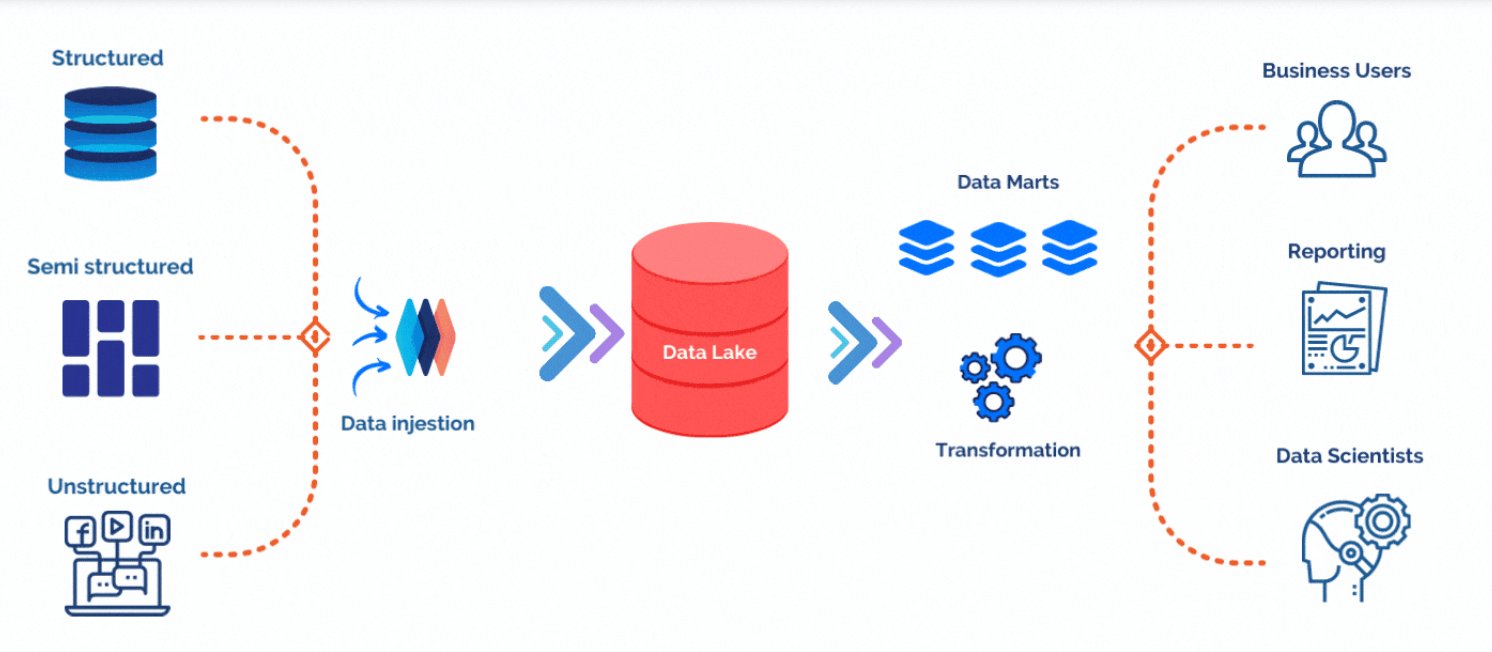 Structured
Semi structured
Unstructured
f
in
Data injestion
Data Lake
Data Marts
Transformation
Business Users
Reporting
Data Scientists